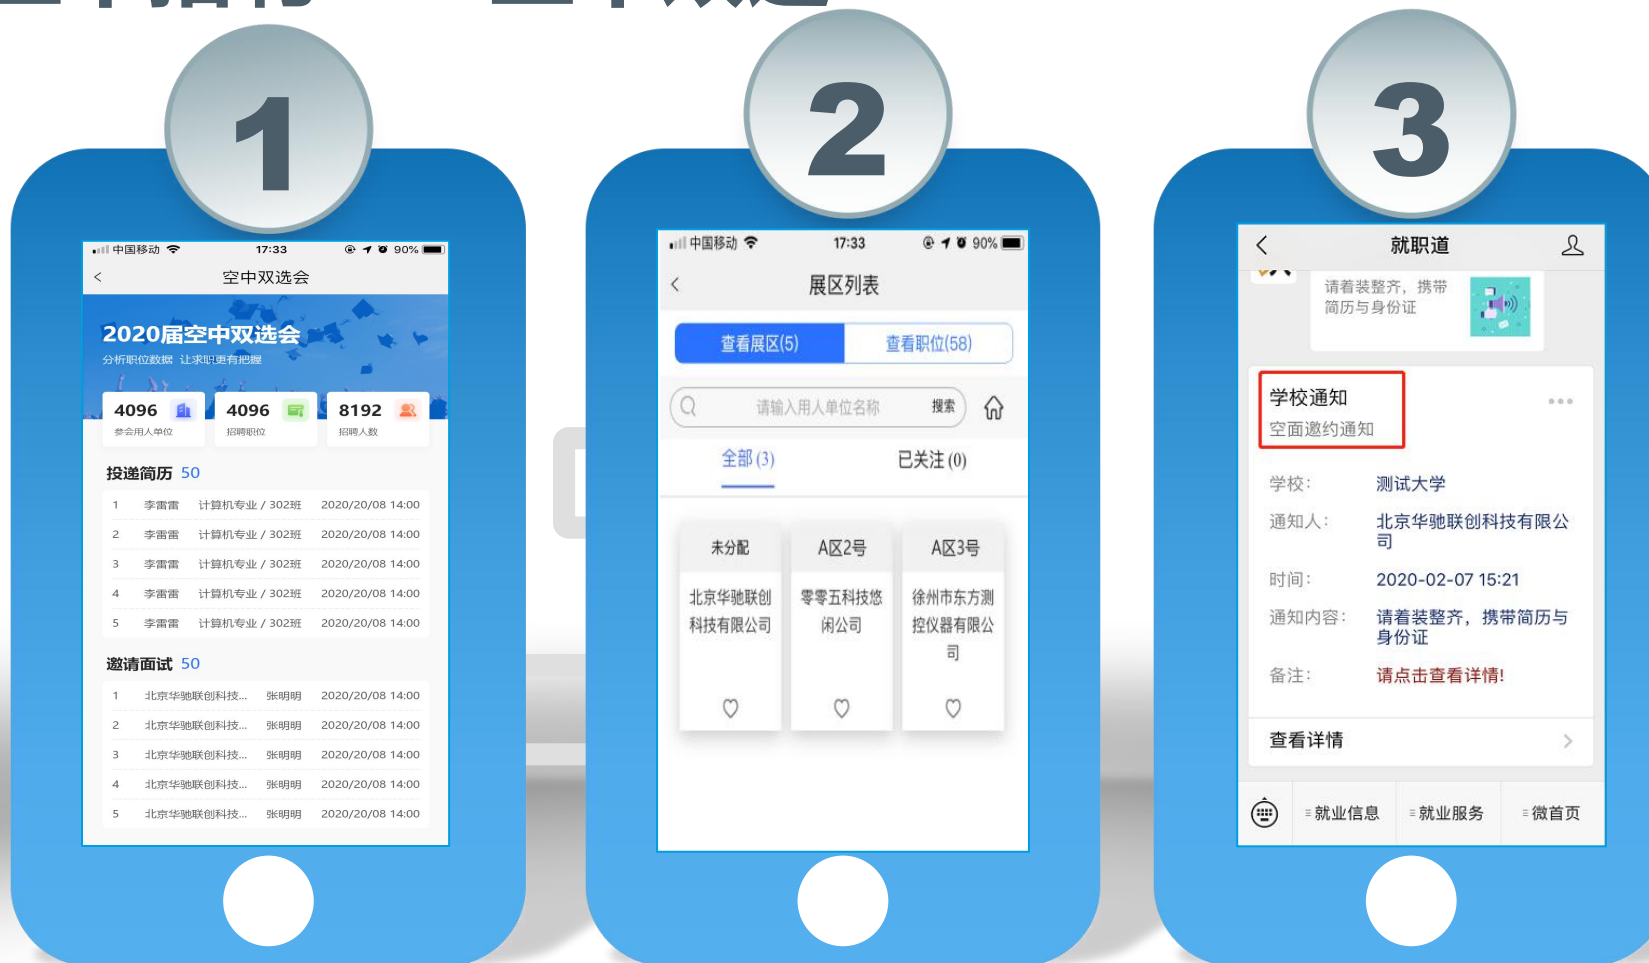 1
中国移动 17:33 90%
空中双选会
2020届空中双选会
分析职位数据 让求职更有把握
4096 4096 8192
参会用人单位 招聘职位 招聘人数
投递简历 50
1 李雷雷 计算机专业 / 302班 2020/20/08 14:00
2 李雷雷 计算机专业 / 302班 2020/20/08 14:00
3 李雷雷 计算机专业 / 302班 2020/20/08 14:00
4 李雷雷 计算机专业 / 302班 2020/20/08 14:00
5 李雷雷 计算机专业 / 302班 2020/20/08 14:00
邀请面试 50
1 北京华驰联创科技... 张明明 2020/20/08 14:00
2 北京华驰联创科技... 张明明 2020/20/08 14:00
3 北京华驰联创科技... 张明明 2020/20/08 14:00
4 北京华驰联创科技... 张明明 2020/20/08 14:00
5 北京华驰联创科技... 张明明 2020/20/08 14:00
2
中国移动 17:33 90%
展区列表
查看展区(5) 查看职位(58)
请输入用人单位名称 搜索
全部 (3) 已关注 (0)
未分配 A区2号 A区3号
北京华驰联创 零零五科技悠 徐州市东方测
科技有限公司 闲公司 控仪器有限公
司
3
就职道
请着装整齐，携带
简历与身份证
学校通知
空面邀约通知
学校： 测试大学
通知人： 北京华驰联创科技有限公
司
时间： 2020-02-07 15:21
通知内容： 请着装整齐，携带简历与
身份证
备注： 请点击查看详情!
查看详情
就业信息 就业服务 微首页